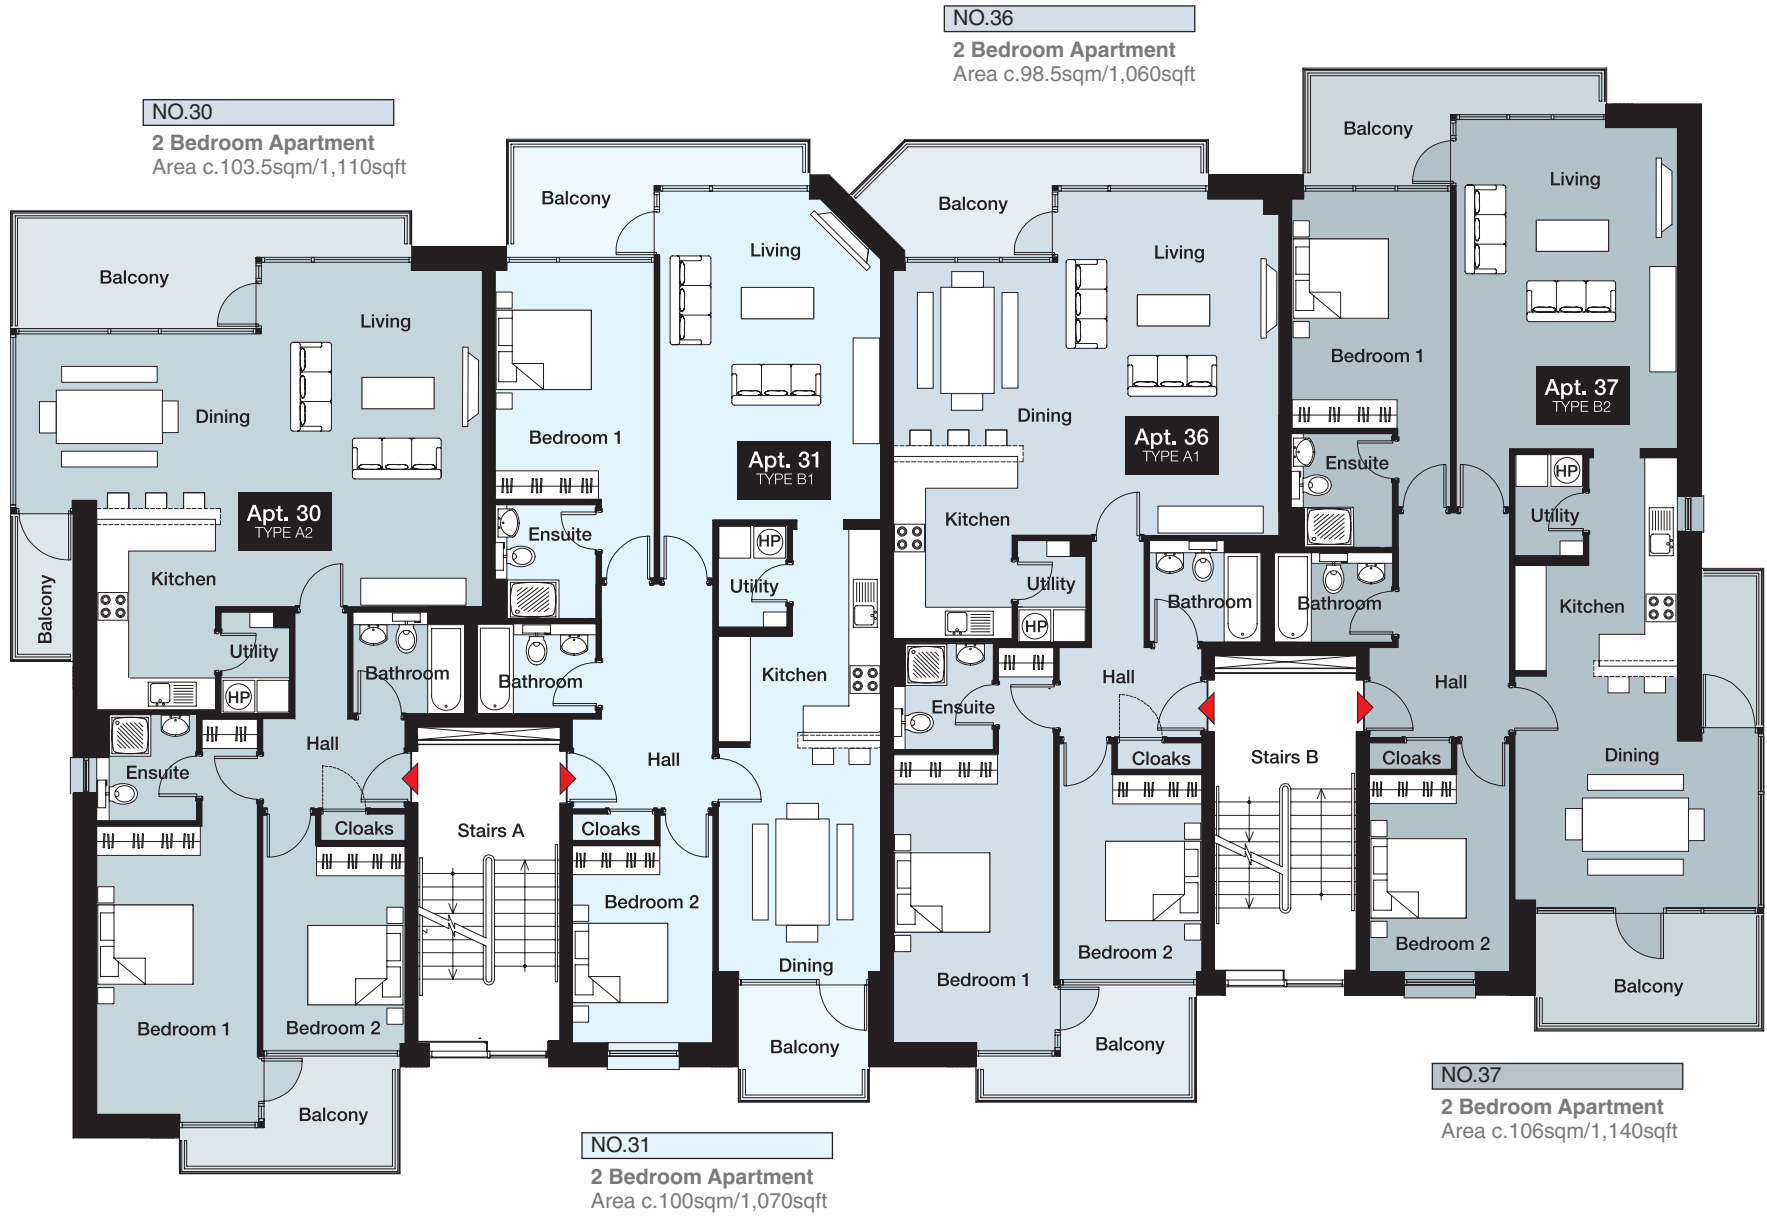 NO.36
2 Bedroom Apartment
Area c.98.5sqm/1,060sqft
NO.30
2 Bedroom Apartment
Area c.103.5sqm/1,110sqft
Balcony
Living
Dining
Apt. 30
TYPE A2
Kitchen
Balcony
Utility
HP
Bathroom
Hall
Ensuite
Cloaks
Bedroom 1
Bedroom 2
Balcony
Stairs A
Balcony
Living
Bedroom 1
Apt. 31
TYPE B1
Ensuite
HP
Utility
Bathroom
Kitchen
Hall
Cloaks
Bedroom 2
Dining
Balcony
NO.31
2 Bedroom Apartment
Area c.100sqm/1,070sqft
Balcony
Living
Dining
Apt. 36
TYPE A1
Kitchen
Utility
HP
Bathroom
Hall
Ensuite
Cloaks
Bedroom 1
Bedroom 2
Balcony
Stairs B
Balcony
Living
Bedroom 1
Apt. 37
TYPE B2
Ensuite
HP
Utility
Bathroom
Kitchen
Hall
Cloaks
Dining
Bedroom 2
Balcony
NO.37
2 Bedroom Apartment
Area c.106sqm/1,140sqft